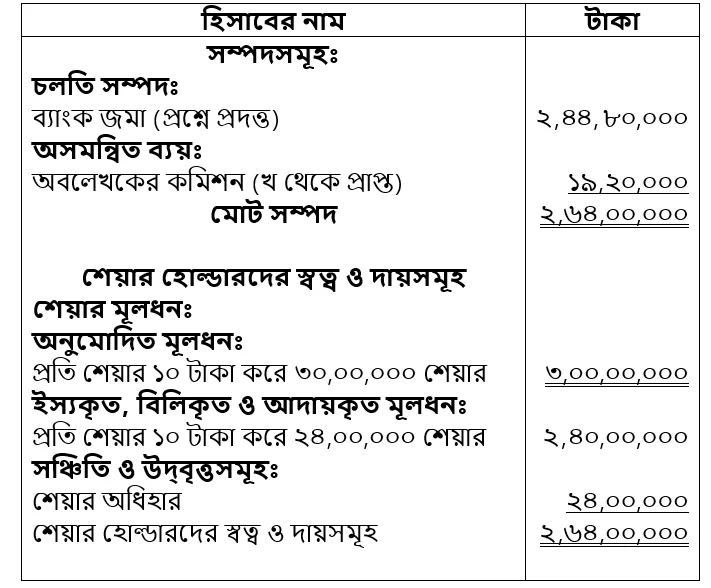 হিসাবের নাম টাকা
সম্পদসমূহঃ
চলতি সম্পদঃ
ব্যাংক জমা (প্রশ্নে প্রদত্ত) ২,৪৪,৮০,০০০
অসমন্বিত ব্যয়ঃ
অবলেখকের কমিশন (খ থেকে প্রাপ্ত) ১৯,২০,০০০
মোট সম্পদ ২,৬৪,০০,০০০
শেয়ার হোল্ডারদের স্বত্ব ও দায়সমূহ
শেয়ার মূলধনঃ
অনুমোদিত মূলধনঃ
প্রতি শেয়ার ১০ টাকা করে ৩০,০০,০০০ শেয়ার ৩,০০,০০,০০০
ইস্যকৃত, বিলিকৃত ও আদায়কৃত মূলধনঃ
প্রতি শেয়ার ১০ টাকা করে ২৪,০০,০০০ শেয়ার ২,৪০,০০,০০০
সঞ্চিতি ও উদ্‌বৃত্তসমূহঃ
শেয়ার অধিহার ২৪,০০,০০০
শেয়ার হোল্ডারদের স্বত্ব ও দায়সমূহ ২,৬৪,০০,০০০